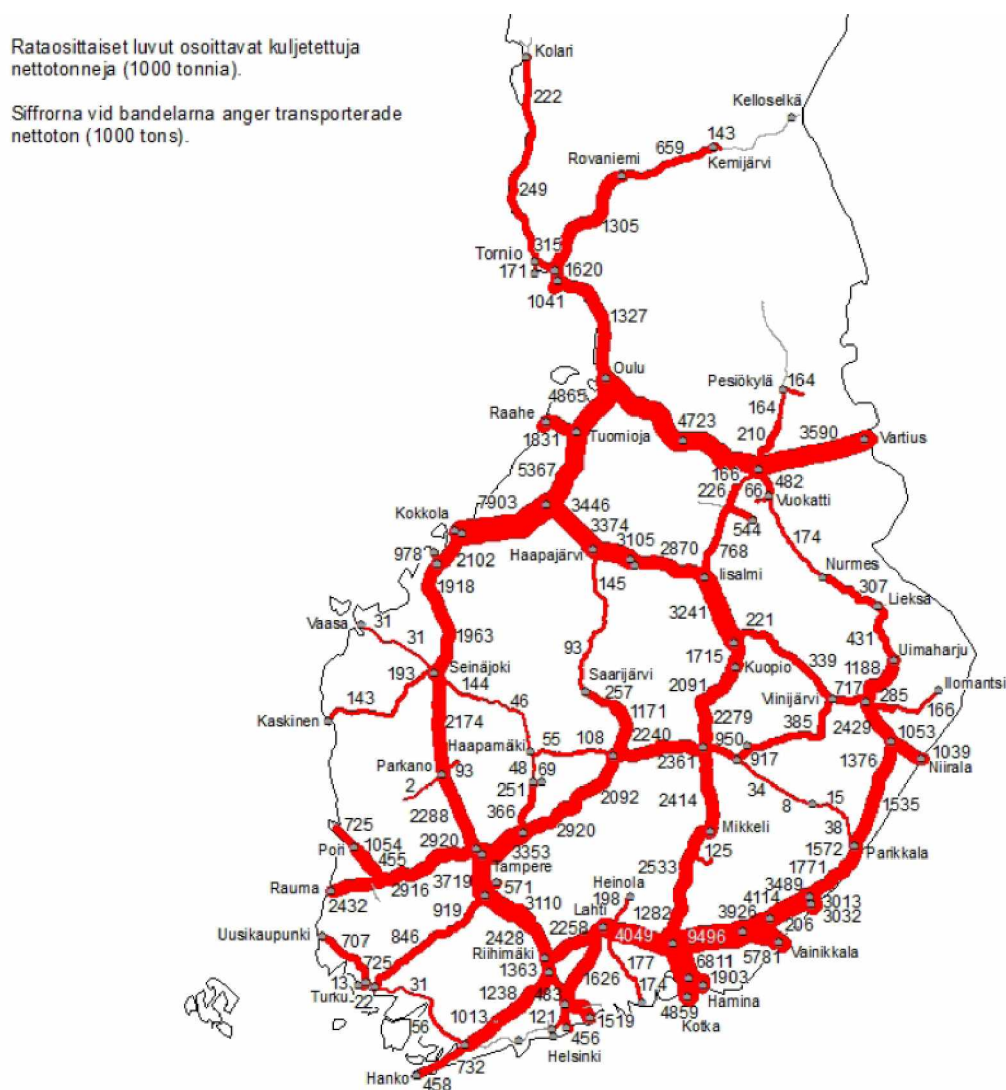 Rataosittaiset luvut osoittavat kuljetettuja
nettotonneja (1000 tonnia).
Siffrorna vid bandelarna anger transporterade
nettoton (1000 tons).
Kolari
222
Kelloselkä
143
659
Kemijärvi
Rovaniemi
249
1305
315
Tornio
171
1620
1041
1327
Oulu
Pesiökylä
164
4865
164
Raahe
4723
210
3590
Tuomioja
Vartius
1831
5367
166
482
7903
226
66
Vuokatti
3446
Kokkola
3374
544
3105
174
978
2102
Haapajärvi
2870
768
Nurmes
1918
145
Iisalmi
307
Lieksa
3241
221
Vaasa
31
431
31
1963
93
Uimaharju
193
Seinäjoki
1715
339
1188
144
Saarijärvi
Kuopio
Ilomantsi
257
2091
Viinijärvi
717
285
143
46
166
Kaskinen
1171
2174
2279
385
2429
1053
Haapamäki
55
108
2240
950
1039
2361
917
1376
Niirala
Parkano
93
48
69
251
34
2
2092
2414
8
15
1535
2288
366
38
725
Mikkeli
1054
2920
2920
1572
Parikkala
Pori
455
3353
125
Tampere
2533
1771
Heinola
3489
Rauma
2916
3719
571
198
4114
3013
2432
3110
Lahti
1282
3926
3032
919
2258
206
Uusikaupunki
846
4049
9496
Vainikkala
707
2428
5781
Riihimäki
6811
725
1363
1626
177
1903
13
31
174
Hamina
Turku
22
1238
483
4859
1013
121
1519
Kotka
56
456
Helsinki
732
Hanko
458